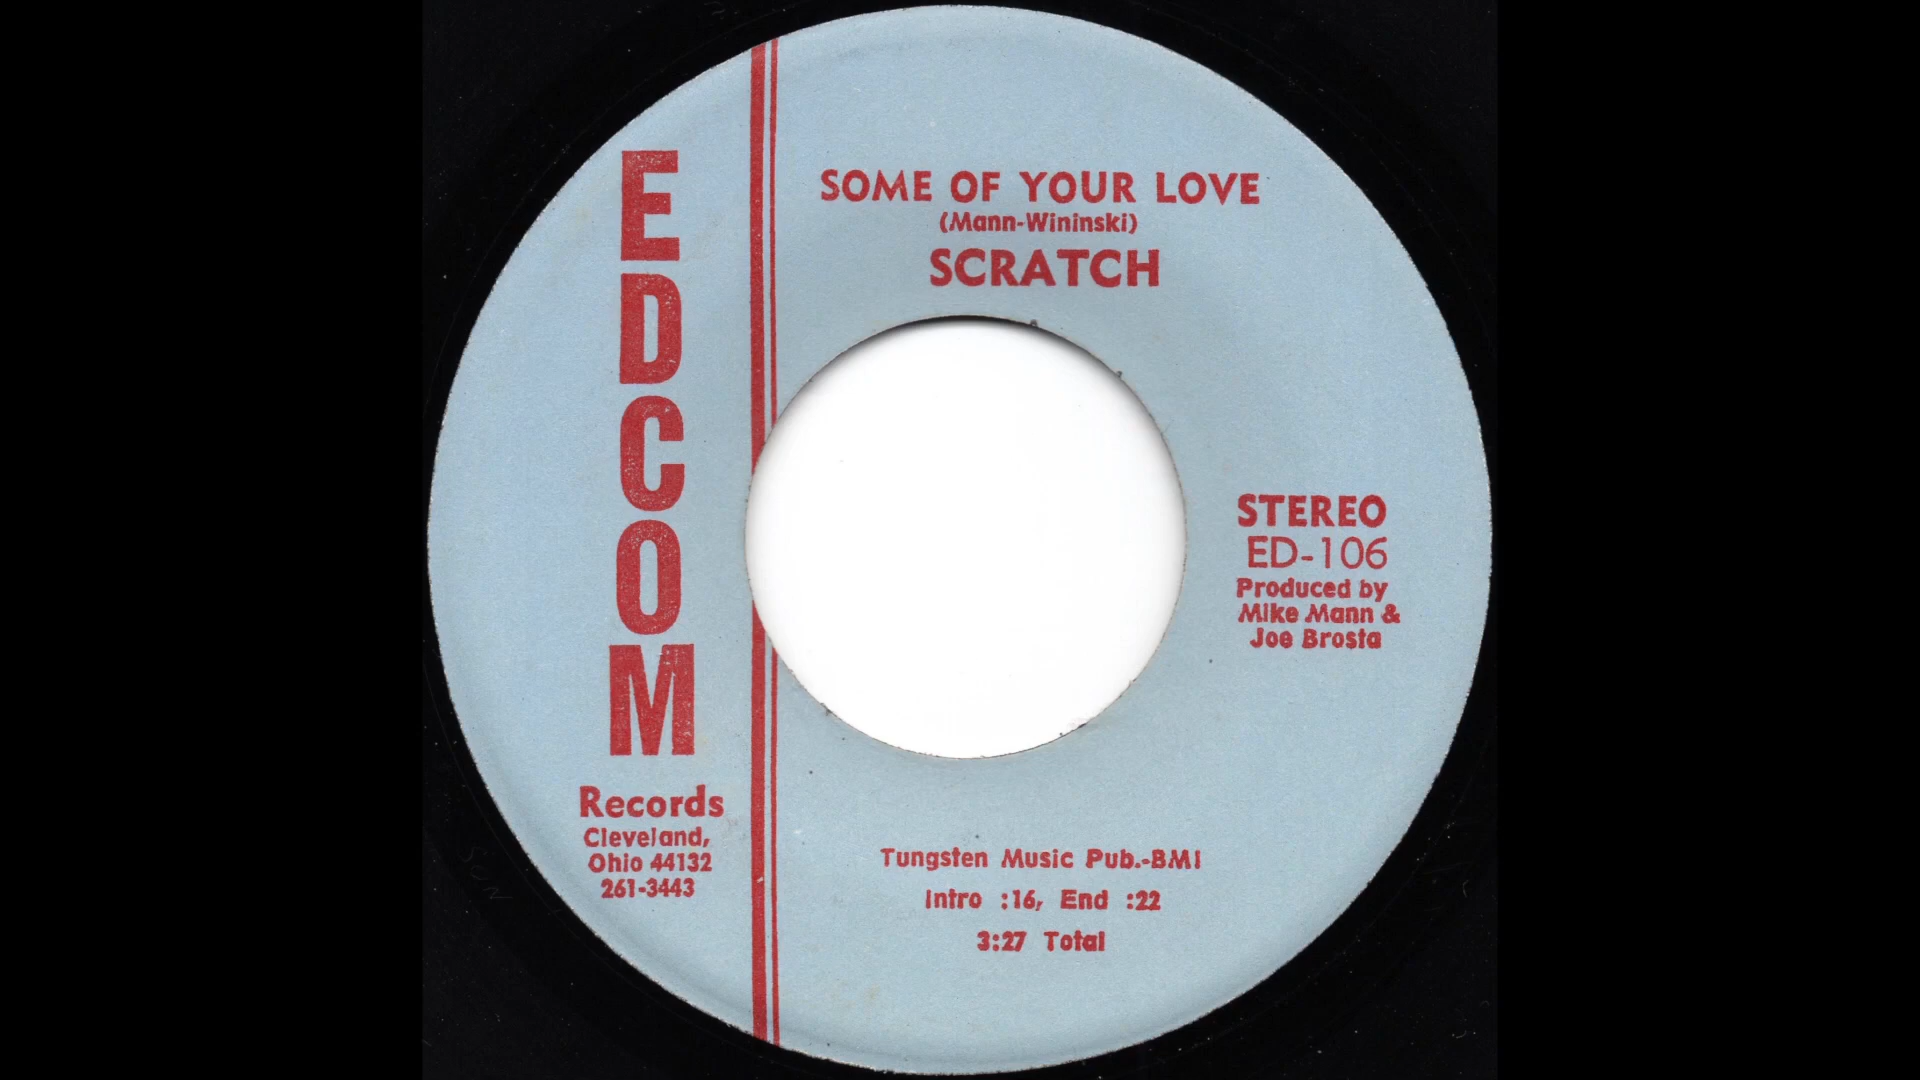 EDCOM
Records
Cleveland,
Ohio 44132
261-3443
SOME OF YOUR LOVE
(Mann-Wininski)
SCRATCH
STEREO
ED-106
Produced by
Mike Mann &
Joe Brosta
Tungsten Music Pub.-BMI
Intro :16, End :22
3:27 Total